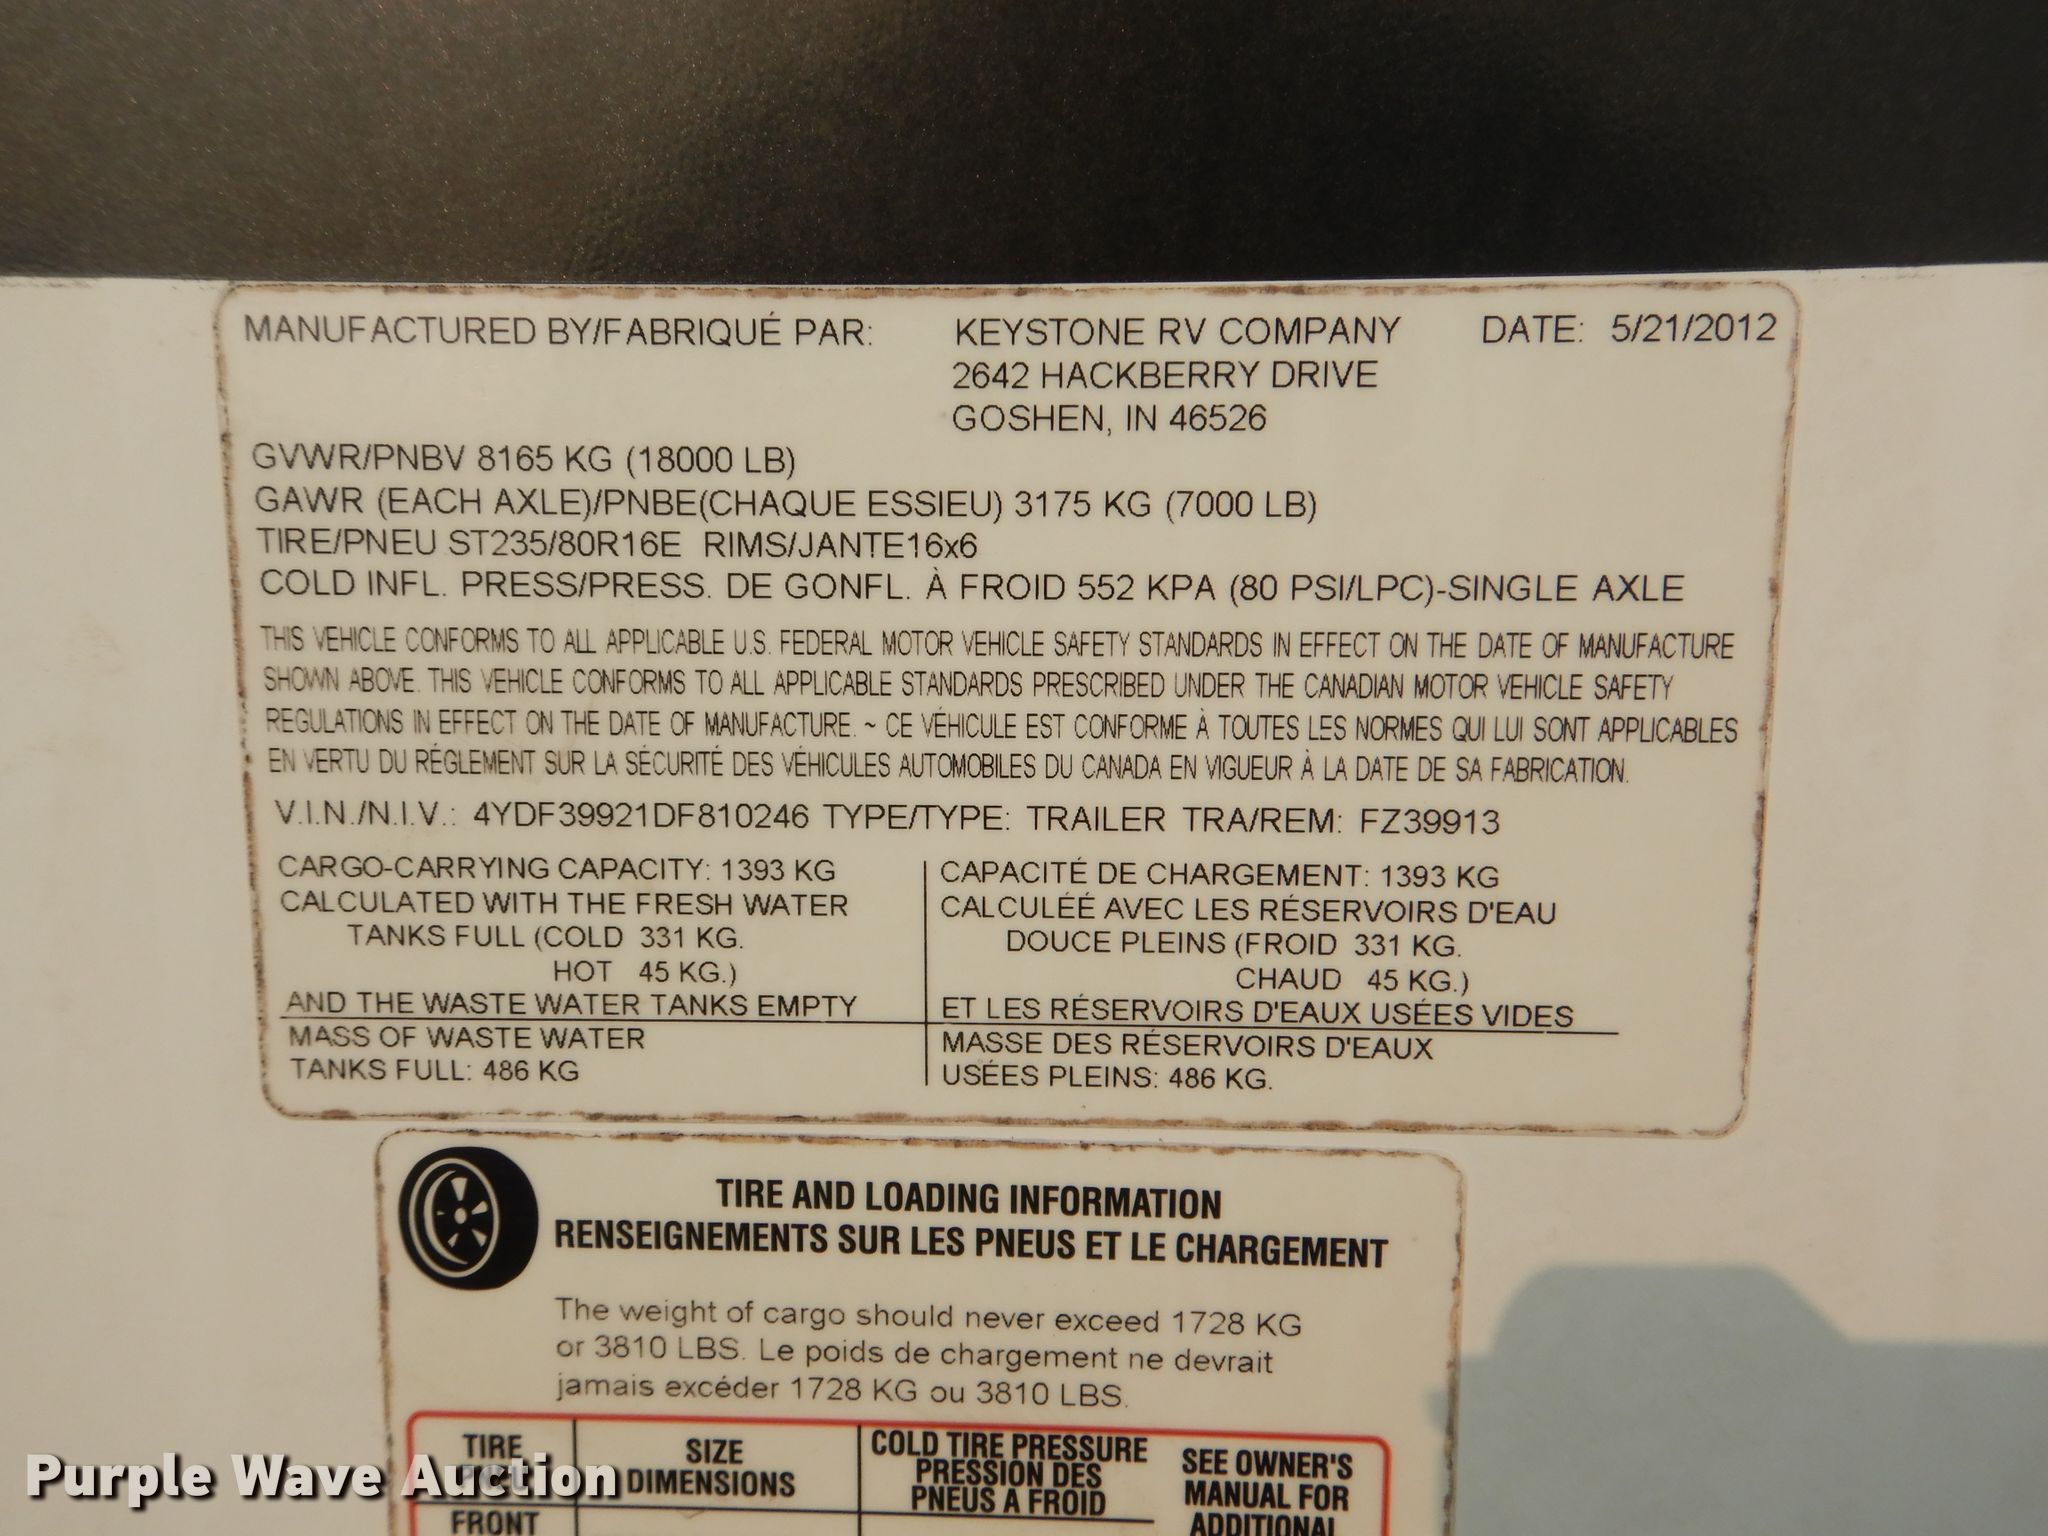 MANUFACTURED BY/FABRIQUÉ PAR: KEYSTONE RV COMPANY DATE: 5/21/2012
2642 HACKBERRY DRIVE
GOSHEN, IN 46526
GVWR/PNBV 8165 KG (18000 LB)
GAWR (EACH AXLE)/PNBE(CHAQUE ESSIEU) 3175 KG (7000 LB)
TIRE/PNEU ST235/80R16E RIMS/JANTE16x6
COLD INFL. PRESS/PRESS. DE GONFL. À FROID 552 KPA (80 PSI/LPC)-SINGLE AXLE
THIS VEHICLE CONFORMS TO ALL APPLICABLE U.S. FEDERAL MOTOR VEHICLE SAFETY STANDARDS IN EFFECT ON THE DATE OF MANUFACTURE
SHOWN ABOVE. THIS VEHICLE CONFORMS TO ALL APPLICABLE STANDARDS PRESCRIBED UNDER THE CANADIAN MOTOR VEHICLE SAFETY
REGULATIONS IN EFFECT ON THE DATE OF MANUFACTURE. ~ CE VÉHICULE EST CONFORME À TOUTES LES NORMES QUI LUI SONT APPLICABLES
EN VERTU DU RÉGLEMENT SUR LA SÉCURITÉ DES VÉHICULES AUTOMOBILES DU CANADA EN VIGUEUR À LA DATE DE SA FABRICATION.
V.I.N./N.I.V.: 4YDF39921DF810246 TYPE/TYPE: TRAILER TRA/REM: FZ39913
CARGO-CARRYING CAPACITY: 1393 KG
CALCULATED WITH THE FRESH WATER
TANKS FULL (COLD 331 KG.
HOT 45 KG.)
AND THE WASTE WATER TANKS EMPTY
MASS OF WASTE WATER
TANKS FULL: 486 KG
CAPACITÉ DE CHARGEMENT: 1393 KG
CALCULÉÉ AVEC LES RÉSERVOIRS D'EAU
DOUCE PLEINS (FROID 331 KG.
CHAUD 45 KG.)
ET LES RÉSERVOIRS D'EAUX USÉES VIDES
MASSE DES RÉSERVOIRS D'EAUX
USÉES PLEINS: 486 KG.
TIRE AND LOADING INFORMATION
RENSEIGNEMENTS SUR LES PNEUS ET LE CHARGEMENT
The weight of cargo should never exceed 1728 KG
or 3810 LBS. Le poids de chargement ne devrait
jamais excéder 1728 KG ou 3810 LBS.
TIRE
SIZE
DIMENSIONS
COLD TIRE PRESSURE
PRESSION DES
PNEUS A FROID
SEE OWNER'S
MANUAL FOR
ADDITIONAL
FRONT
Purple Wave Auction